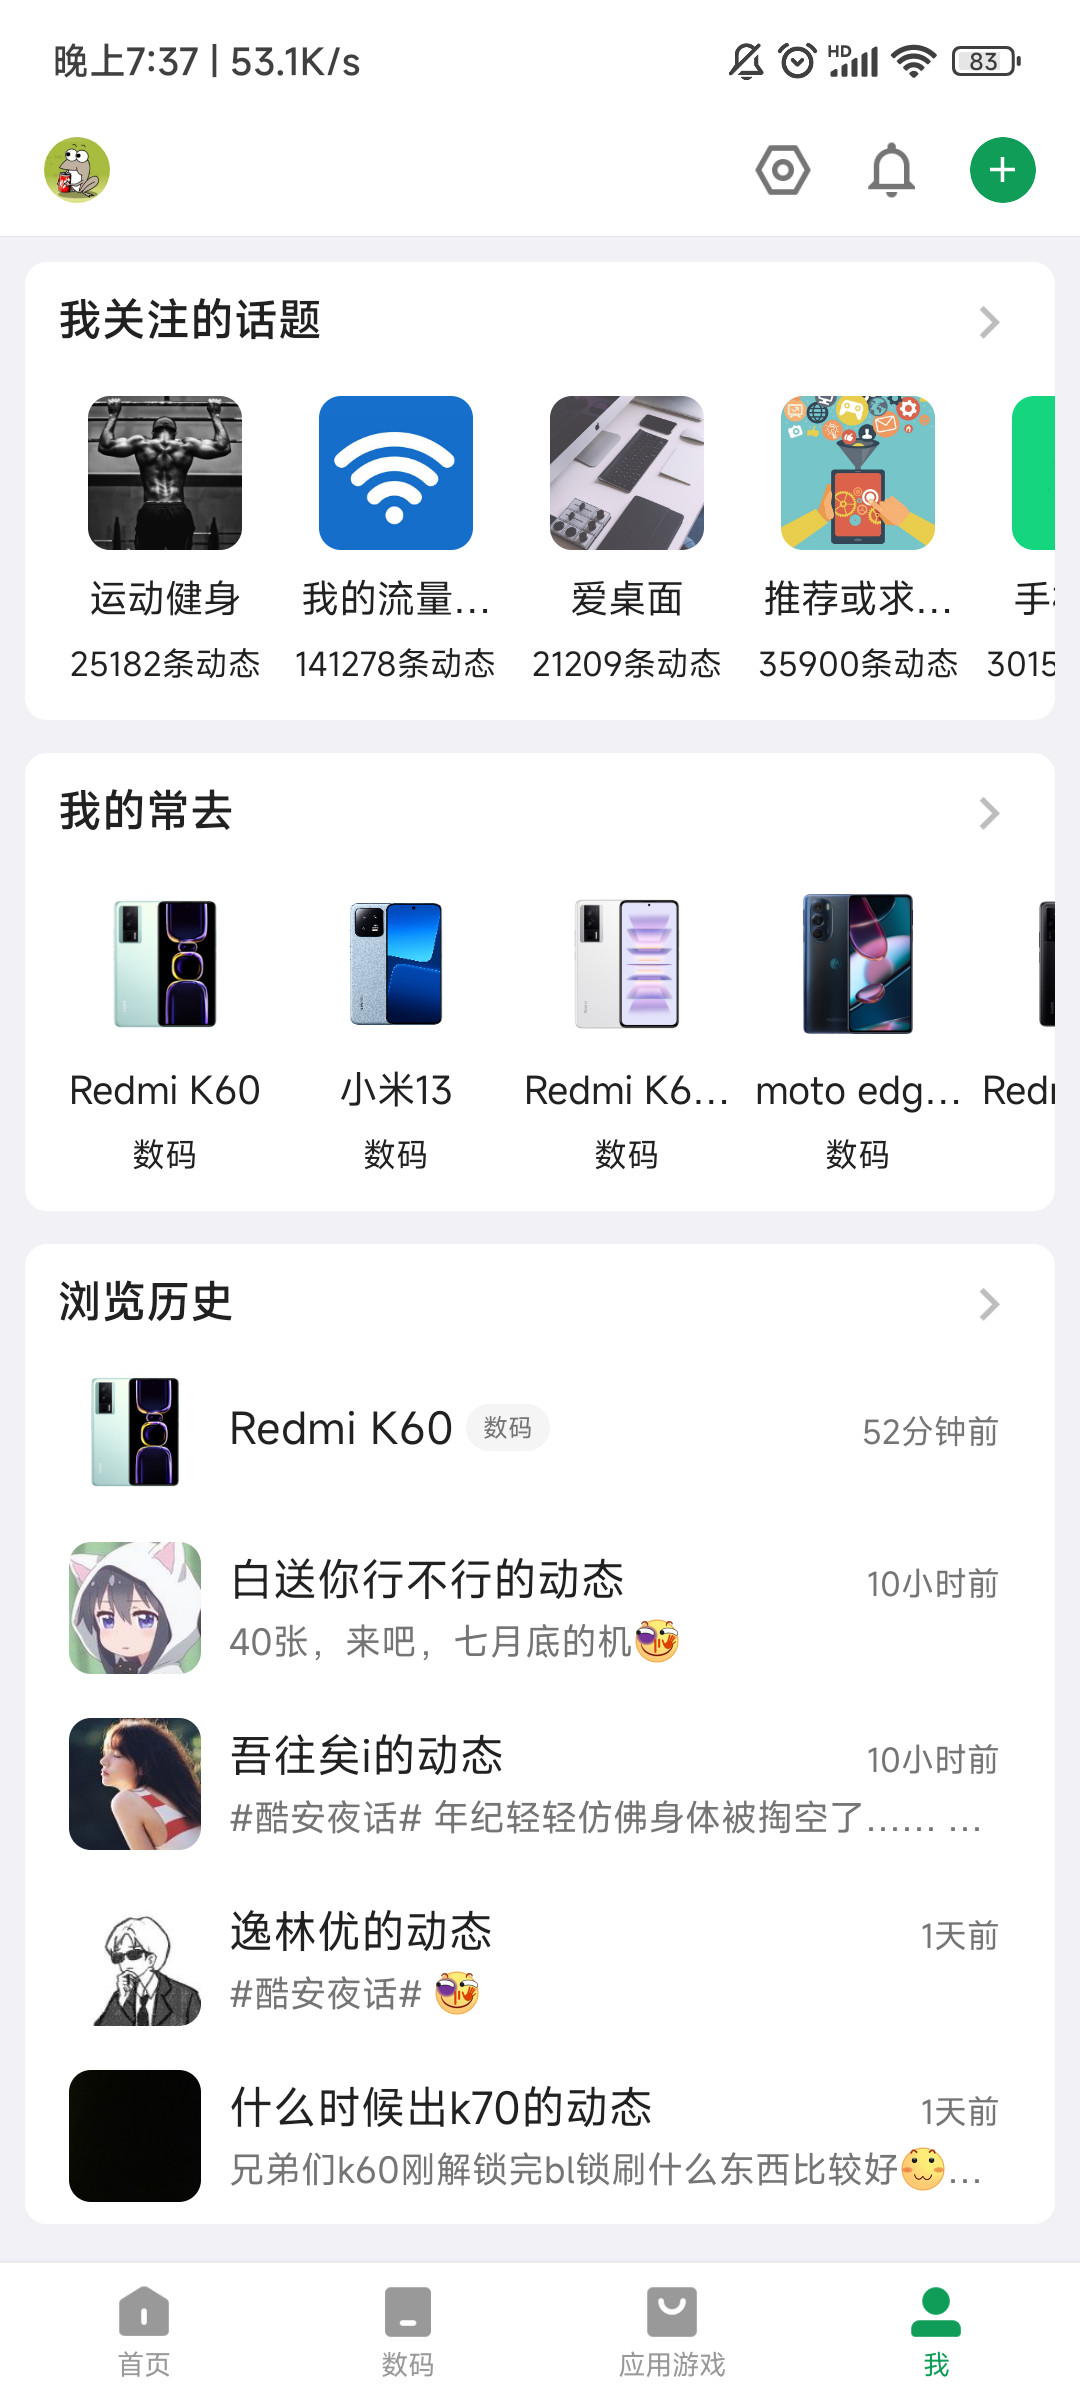 晚上7:37 | 53.1K/s
HD
83
我关注的话题
运动健身
我的流量...
爱桌面
推荐或求...
25182条动态
141278条动态
21209条动态
35900条动态
3015
我的常去
Redmi K60
小米13
Redmi K6...
moto edg...
数码
数码
数码
数码
浏览历史
Redmi K60 数码
52分钟前
白送你行不行的动态
10小时前
40张，来吧，七月底的机
吾往矣i的动态
10小时前
#酷安夜话# 年纪轻轻仿佛身体被掏空了...... ...
逸林优的动态
1天前
#酷安夜话#
什么时候出k70的动态
1天前
兄弟们k60刚解锁完bl锁刷什么东西比较好...
首页
数码
应用游戏
我